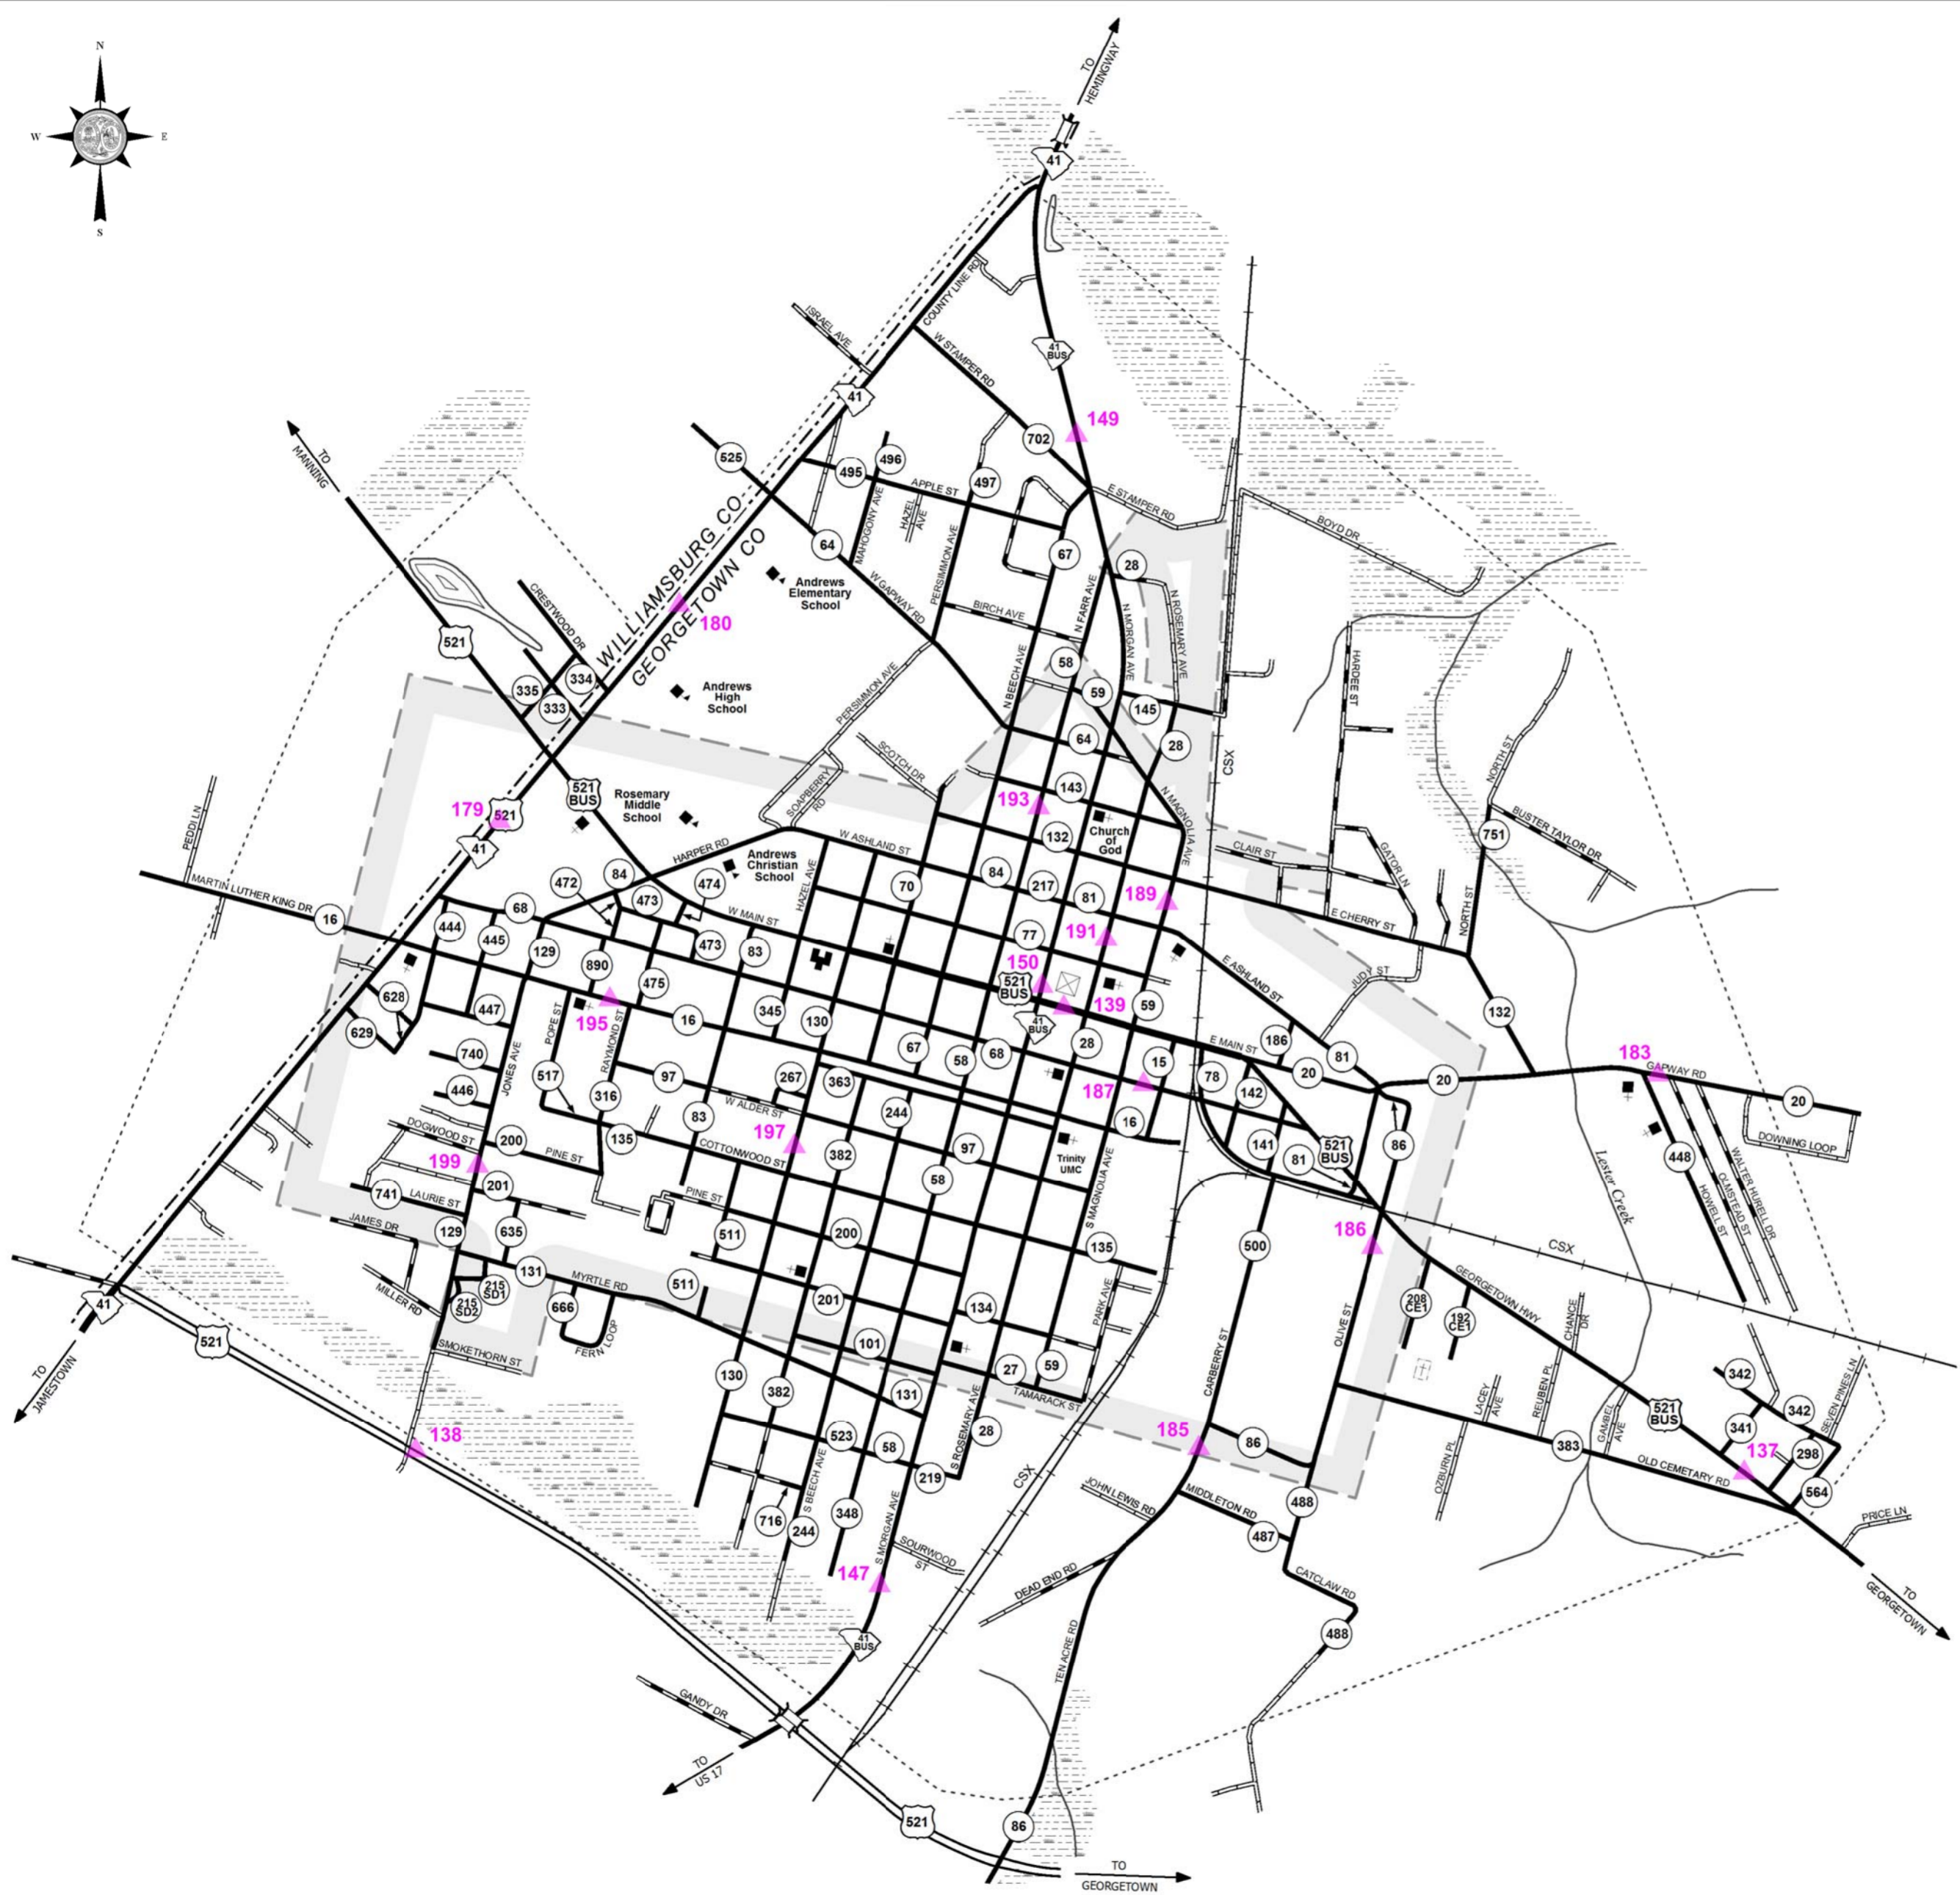 N
W
E
S
TO
HEMINGWAY
41
COUNTY LINE RD
ISRAEL AVE
W STAMPER RD
41
BUS
41
149
TO
MANNING
702
525
496
495
497
APPLE ST
E STAMPER RD
MAHOGONY AVE
HAZEL
AVE
BOYD DR
WILLIAMSBURG CO
GEORGETOWN CO
64
67
PERSIMMON AVE
28
Andrews
Elementary
School
W GAPWAY RD
BIRCH AVE
N FARR AVE
N MORGAN AVE
N ROSEMARY AVE
CRESTWOOD DR
180
521
HARDEE ST
58
334
335
333
Andrews
High
School
PERSIMMON AVE
N BEECH AVE
59
145
64
28
CSX
SCOTCH DR
NORTH ST
521
BUS
SOAPBERRY
RD
143
193
N MAGNOLIA AVE
Rosemary
Middle
School
179
521
41
PEDDI LN
BUSTER TAYLOR DR
751
132
Church
of
God
W ASHLAND ST
HARPER RD
CLAIR ST
GATOR LN
Andrews
Christian
School
MARTIN LUTHER KING DR
16
472
84
474
473
HAZEL AVE
70
84
217
81
189
W MAIN ST
68
E CHERRY ST
NORTH ST
444
445
129
473
83
77
191
890
475
150
521
BUS
E ASHLAND ST
JUDY ST
628
629
447
195
POPE ST
RAYMOND ST
16
345
130
139
59
41
BUS
132
186
E MAIN ST
81
740
JONES AVE
67
58
68
28
15
183
GAPWAY RD
446
517
97
267
363
187
78
142
20
20
20
316
W ALDER ST
83
244
16
DOWNING LOOP
DOGWOOD ST
200
135
197
COTTONWOOD ST
382
97
Trinity
UMC
141
81
521
BUS
86
448
Lester Creek
199
PINE ST
741
LAURIE ST
201
PINE ST
58
S MAGNOLIA AVE
HOWELL ST
OLMSTEAD ST
WALTER HURELL DR
JAMES DR
129
635
511
200
135
500
186
CSX
131
MYRTLE RD
511
201
134
PARK AVE
GEORGETOWN HWY
MILLER RD
215
SD1
215
SD2
666
FERN LOOP
208
CE1
192
CE1
CHANCE
DR
41
521
TO
JAMESTOWN
SMOKETHORN ST
101
27
59
TAMARACK ST
CARBERRY ST
OLIVE ST
REUBEN PL
LACEY
AVE
GAMBEL
AVE
342
342
SEVEN PINES LN
130
382
131
521
BUS
341
138
523
58
219
28
S ROSEMARY AVE
185
86
OZBURN PL
383
OLD CEMETARY RD
137
298
564
CSX
JOHN LEWIS RD
MIDDLETON RD
488
487
S BEECH AVE
716
244
348
S MORGAN AVE
PRICE LN
147
SOURWOOD
ST
DEAD END RD
CATCLAW RD
TO
GEORGETOWN
488
41
BUS
TEN ACRE RD
GANDY DR
TO
US 17
521
86
TO
GEORGETOWN